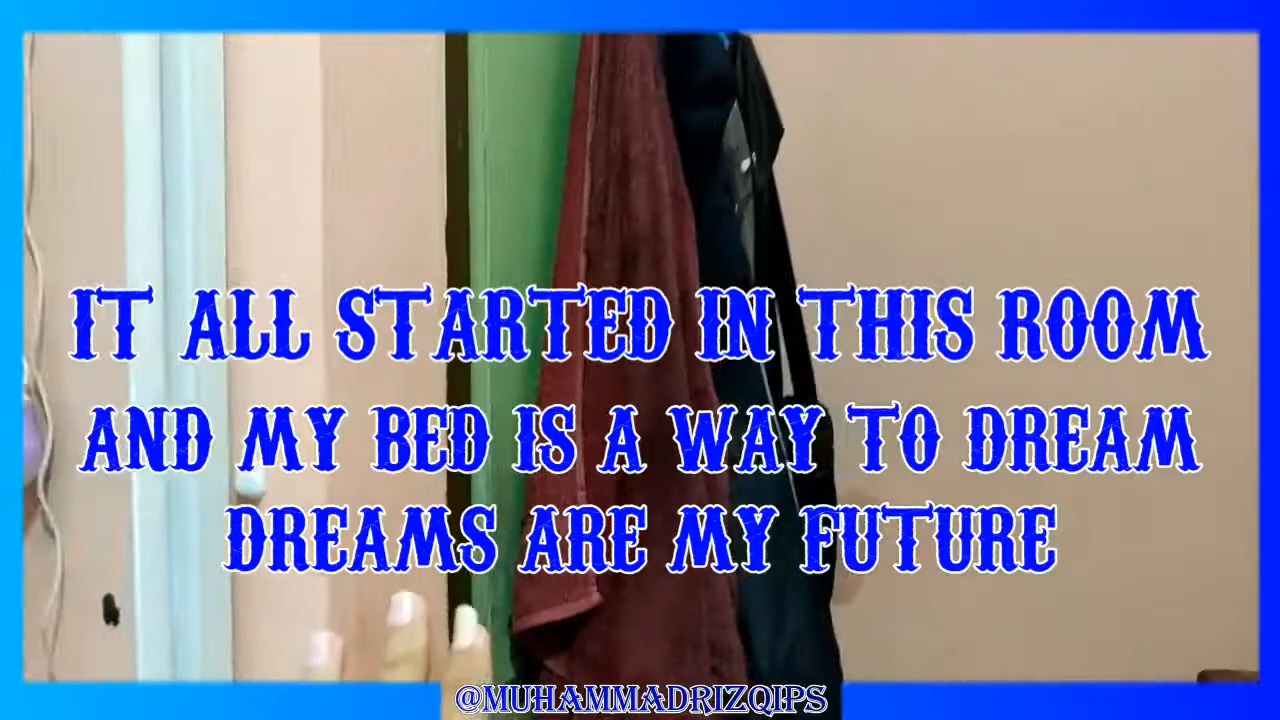 IT ALL STARTED IN THIS ROOM
AND MY BED IS A WAY TO DREAM
DREAMS ARE MY FUTURE
@MUHAMMADRIZQIPS